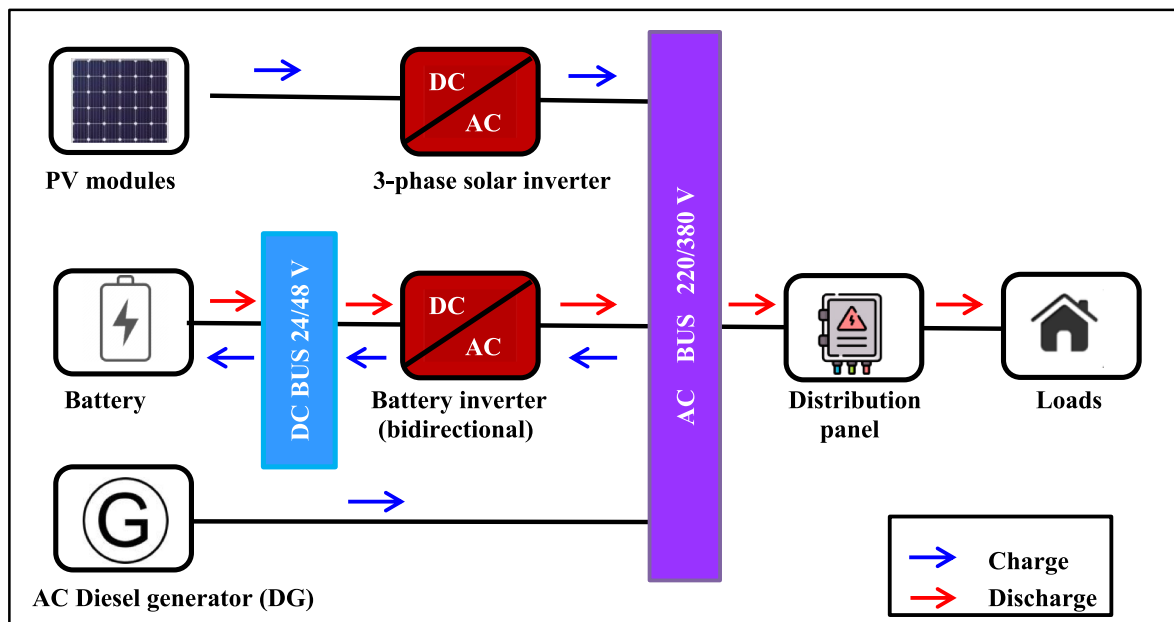 DC
AC
PV modules
3-phase solar inverter
DC BUS 24/48 V
DC
AC
AC BUS 220/380 V
Battery
Battery inverter
(bidirectional)
Distribution
panel
Loads
G
AC Diesel generator (DG)
Charge
Discharge